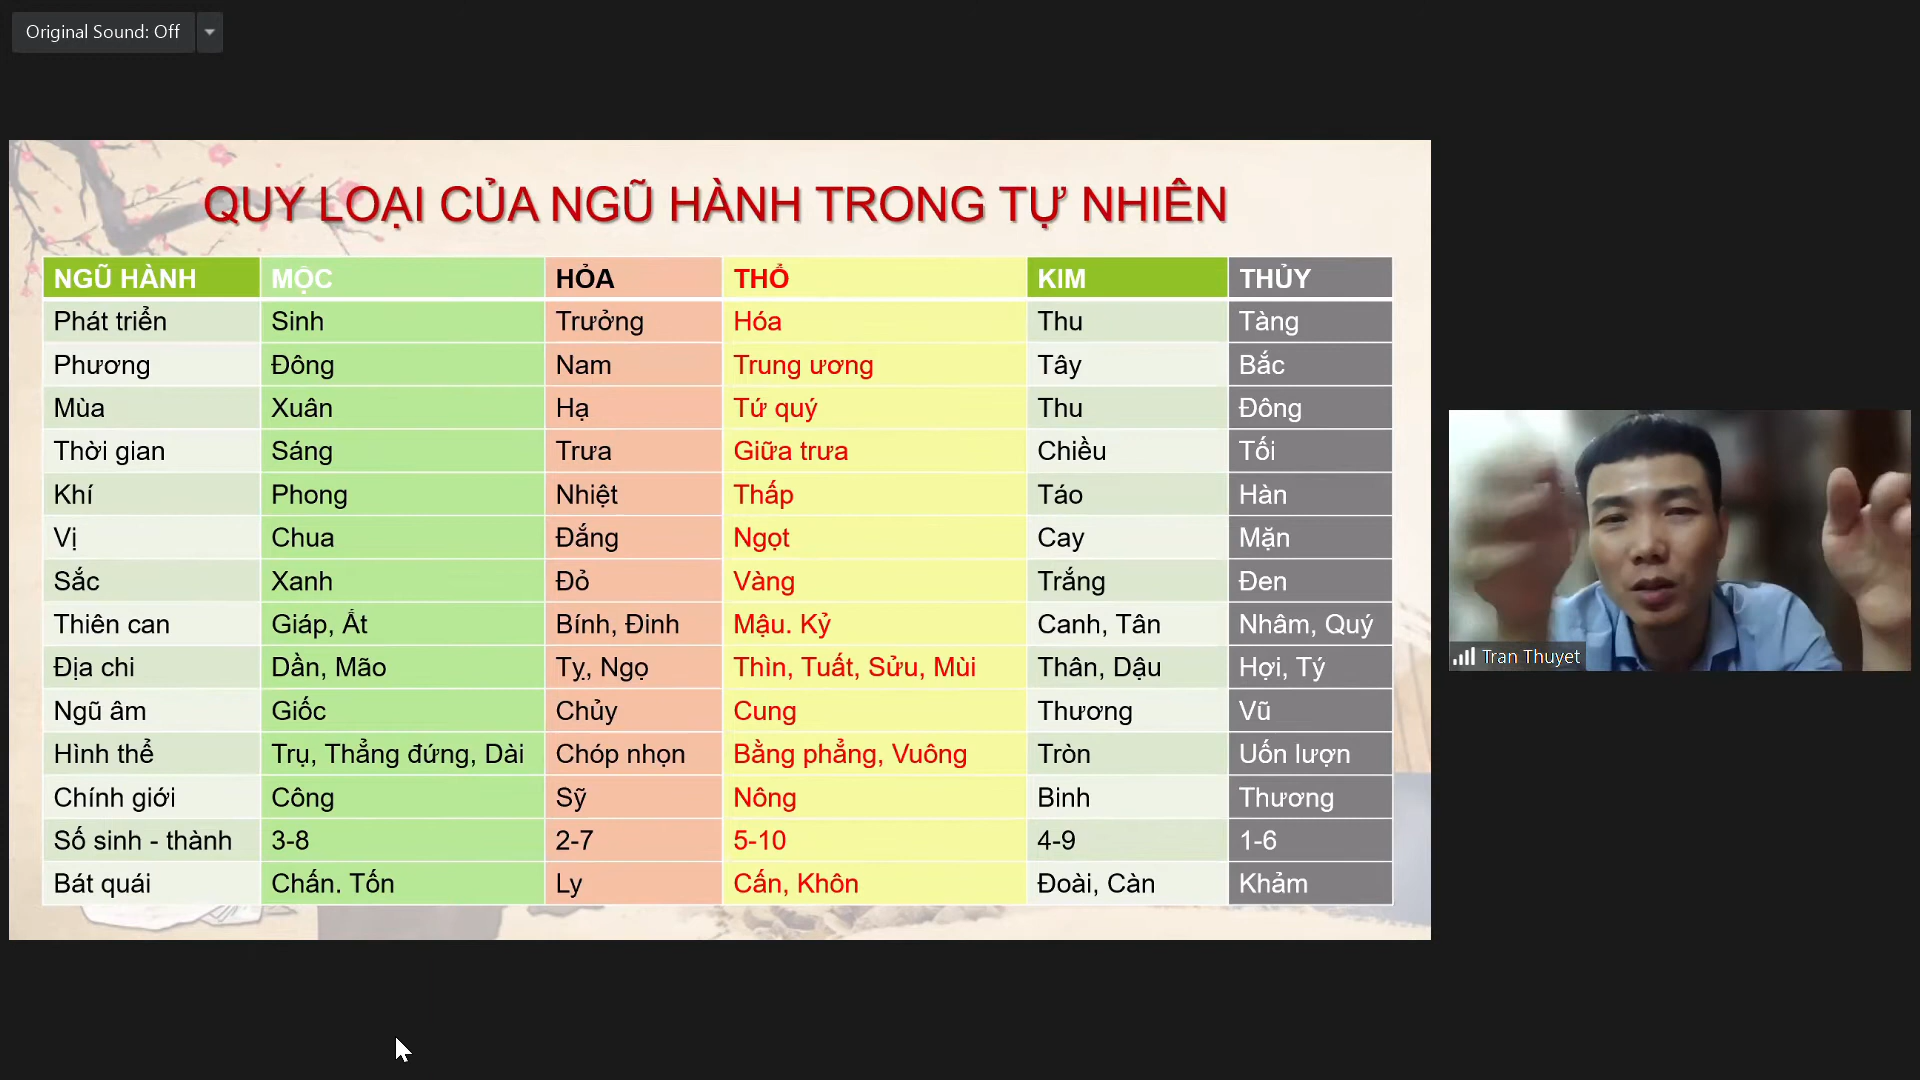 Original Sound: Off
QUY LOẠI CỦA NGŨ HÀNH TRONG TỰ NHIÊN
NGŨ HÀNH MỘC HỎA THỔ KIM THỦY
Phát triển Sinh Trưởng Hóa Thu Tàng
Phương Đông Nam Trung ương Tây Bắc
Mùa Xuân Hạ Tứ quý Thu Đông
Thời gian Sáng Trưa Giữa trưa Chiều Tối
Khí Phong Nhiệt Thấp Táo Hàn
Vị Chua Đắng Ngọt Cay Mặn
Sắc Xanh Đỏ Vàng Trắng Đen
Thiên can Giáp, Ất Bính, Đinh Mậu. Kỷ Canh, Tân Nhâm, Quý
Địa chi Dần, Mão Tỵ, Ngọ Thìn, Tuất, Sửu, Mùi Thân, Dậu Hợi, Tý
Ngũ âm Giốc Chủy Cung Thương Vũ
Hình thể Trụ, Thẳng đứng, Dài Chóp nhọn Bằng phẳng, Vuông Tròn Uốn lượn
Chính giới Công Sỹ Nông Binh Thương
Số sinh - thành 3-8 2-7 5-10 4-9 1-6
Bát quái Chấn. Tốn Ly Cấn, Khôn Đoài, Càn Khảm
Tran Thuyet